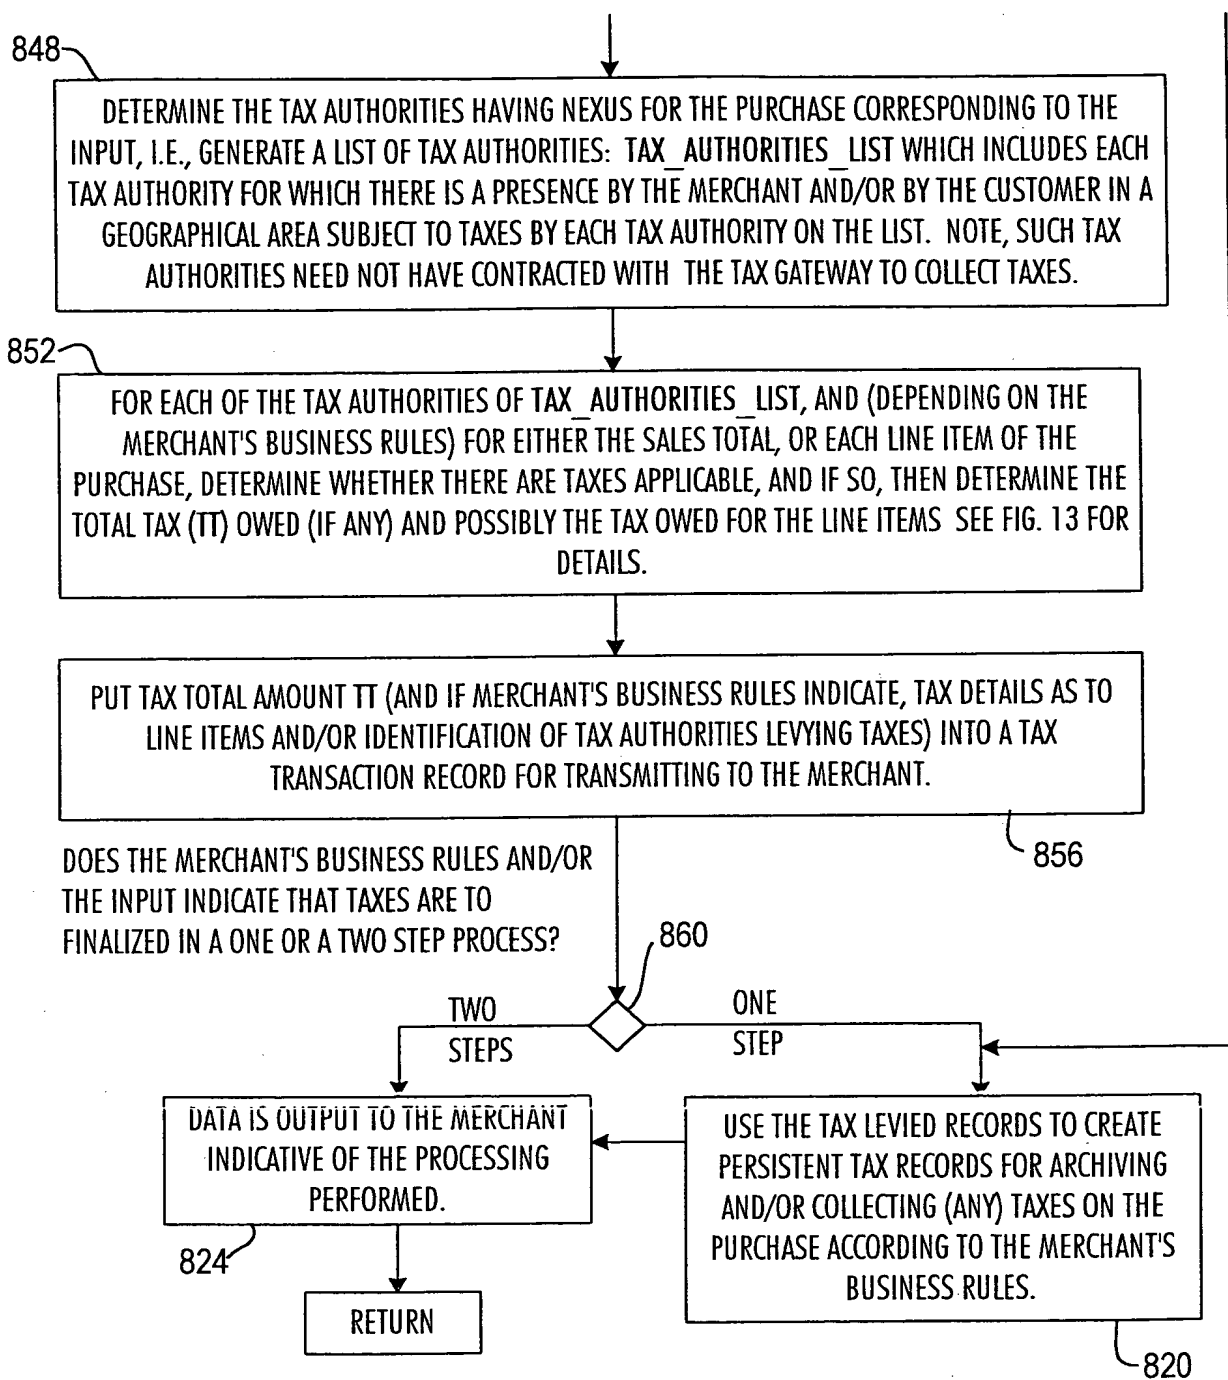 848
DETERMINE THE TAX AUTHORITIES HAVING NEXUS FOR THE PURCHASE CORRESPONDING TO THE
INPUT, I.E., GENERATE A LIST OF TAX AUTHORITIES: TAX_AUTHORITIES_LIST WHICH INCLUDES EACH
TAX AUTHORITY FOR WHICH THERE IS A PRESENCE BY THE MERCHANT AND/OR BY THE CUSTOMER IN A
GEOGRAPHICAL AREA SUBJECT TO TAXES BY EACH TAX AUTHORITY ON THE LIST. NOTE, SUCH TAX
AUTHORITIES NEED NOT HAVE CONTRACTED WITH THE TAX GATEWAY TO COLLECT TAXES.
852
FOR EACH OF THE TAX AUTHORITIES OF TAX_AUTHORITIES_LIST, AND (DEPENDING ON THE
MERCHANT'S BUSINESS RULES) FOR EITHER THE SALES TOTAL, OR EACH LINE ITEM OF THE
PURCHASE, DETERMINE WHETHER THERE ARE TAXES APPLICABLE, AND IF SO, THEN DETERMINE THE
TOTAL TAX (TT) OWED (IF ANY) AND POSSIBLY THE TAX OWED FOR THE LINE ITEMS SEE FIG. 13 FOR
DETAILS.
PUT TAX TOTAL AMOUNT TT (AND IF MERCHANT'S BUSINESS RULES INDICATE, TAX DETAILS AS TO
LINE ITEMS AND/OR IDENTIFICATION OF TAX AUTHORITIES LEVYING TAXES) INTO A TAX
TRANSACTION RECORD FOR TRANSMITTING TO THE MERCHANT.
856
DOES THE MERCHANT'S BUSINESS RULES AND/OR
THE INPUT INDICATE THAT TAXES ARE TO
FINALIZED IN A ONE OR A TWO STEP PROCESS?
860
TWO
STEPS
ONE
STEP
DATA IS OUTPUT TO THE MERCHANT
INDICATIVE OF THE PROCESSING
PERFORMED.
824
RETURN
USE THE TAX LEVIED RECORDS TO CREATE
PERSISTENT TAX RECORDS FOR ARCHIVING
AND/OR COLLECTING (ANY) TAXES ON THE
PURCHASE ACCORDING TO THE MERCHANT'S
BUSINESS RULES.
820